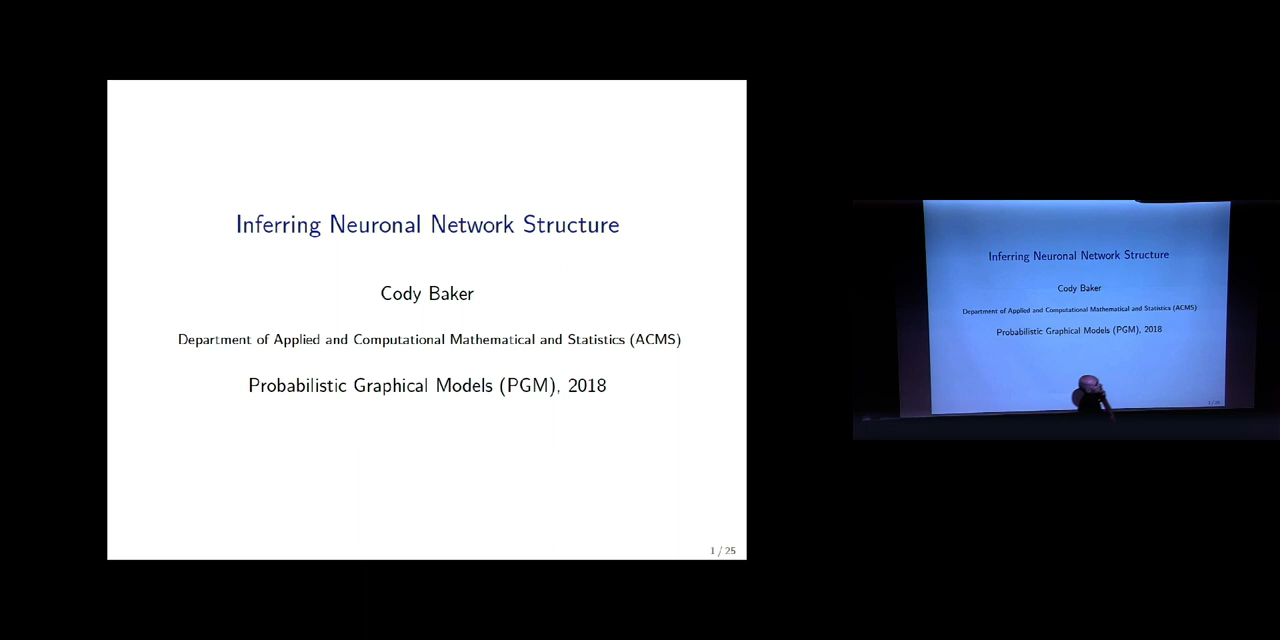 Inferring Neuronal Network Structure
Cody Baker
Department of Applied and Computational Mathematical and Statistics (ACMS)
Probabilistic Graphical Models (PGM), 2018
1 / 25
Inferring Neuronal Network Structure
Cody Baker
Department of Applied and Computational Mathematical and Statistics (ACMS)
Probabilistic Graphical Models (PGM), 2018